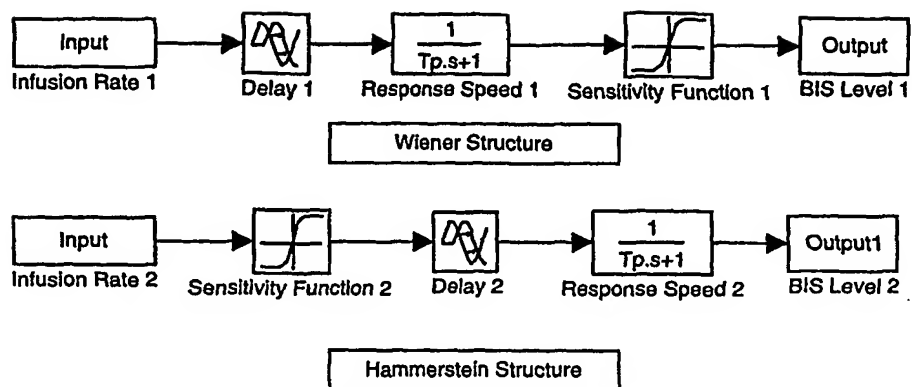 Input
1
Tp.s+1
Output
Infusion Rate 1
Delay 1
Response Speed 1
Sensitivity Function 1
BIS Level 1
Wiener Structure
Input
1
Tp.s+1
Output1
Infusion Rate 2
Sensitivity Function 2
Delay 2
Response Speed 2
BIS Level 2
Hammerstein Structure